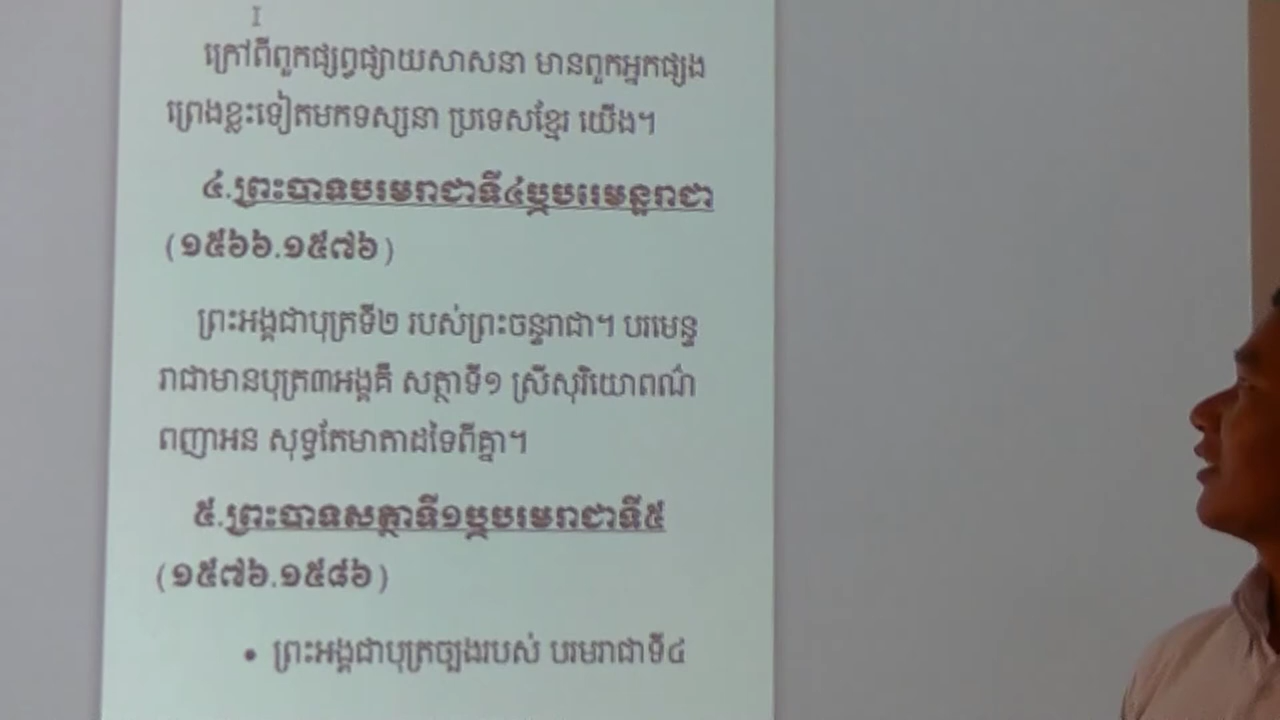 ក្រៅពីពួកផ្សព្វផ្សាយសាសនា មានពួកអ្នកផ្សង
ព្រេងខ្លះទៀតមកទស្សនា ប្រទេសខ្មែរ យើង។
៤.ព្រះបាទបរមរាជាទី៤ឬបរមេន្ទរាជា
(១៥៦៦.១៥៧៦)
ព្រះអង្គជាបុត្រទី២ របស់ព្រះចន្ទរាជា។ បរមេន្ទ
រាជាមានបុត្រ៣អង្គគឺ សត្ថាទី១ ស្រីសុរិយោពណ៌
ពញាអន សុទ្ធតែមាតាដទៃពីគ្នា។
៥.ព្រះបាទសត្ថាទី១ឬបរមរាជាទី៥
(១៥៧៦.១៥៨៦)
• ព្រះអង្គជាបុត្រច្បងរបស់ បរមរាជាទី៤